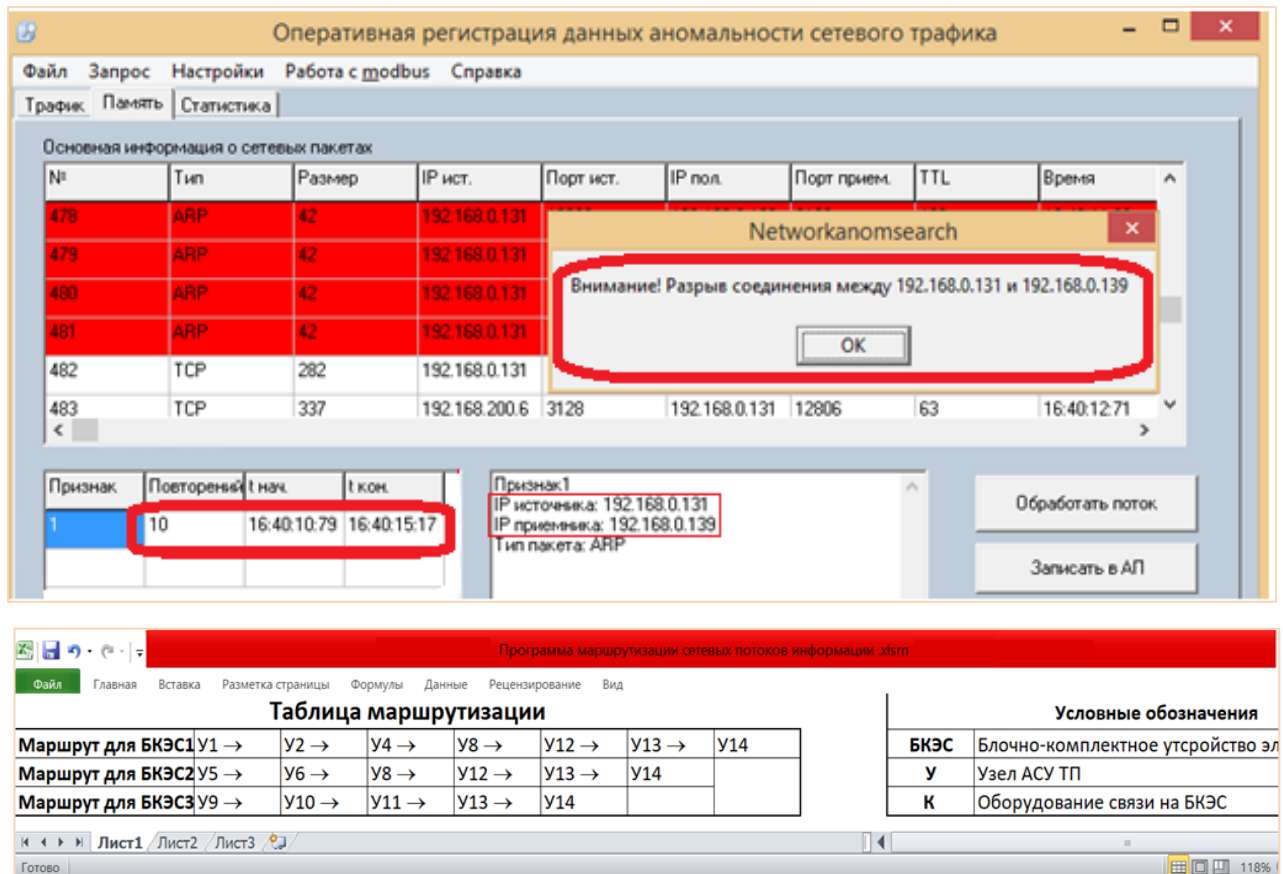 Оперативная регистрация данных аномальности сетевого трафика
Файл Запрос Настройки Работа с modbus Справка
Трафик Память Статистика
Основная информация о сетевых пакетах
№ Тип Размер IP ист. Порт ист. IP пол. Порт прием. TTL Время
478 ARP 42 192.168.0.131
479 ARP 42 192.168.0.131
480 ARP 42 192.168.0.131
481 ARP 42 192.168.0.131
482 TCP 282 192.168.0.131
483 TCP 337 192.168.200.6 3128 192.168.0.131 12806 63 16:40:12:71
Networkanomsearch
Внимание! Разрыв соединения между 192.168.0.131 и 192.168.0.139
OK
Признак Повторений t нач. t кон.
1 10 16:40:10:79 16:40:15:17
Признак1
IP источника: 192.168.0.131
IP приемника: 192.168.0.139
Тип пакета: ARP
Обработать поток
Записать в АП
Программа маршрутизации сетевых потоков информации .xlsm
Файл Главная Вставка Разметка страницы Формулы Данные Рецензирование Вид
Таблица маршрутизации
Маршрут для БКЭС1 У1 → У2 → У4 → У8 → У12 → У13 → У14
Маршрут для БКЭС2 У5 → У6 → У8 → У12 → У13 → У14
Маршрут для БКЭС3 У9 → У10 → У11 → У13 → У14
Условные обозначения
БКЭС Блочно-комплектное утсройство эл
У Узел АСУ ТП
К Оборудование связи на БКЭС
Лист1 Лист2 Лист3
Готово 118%